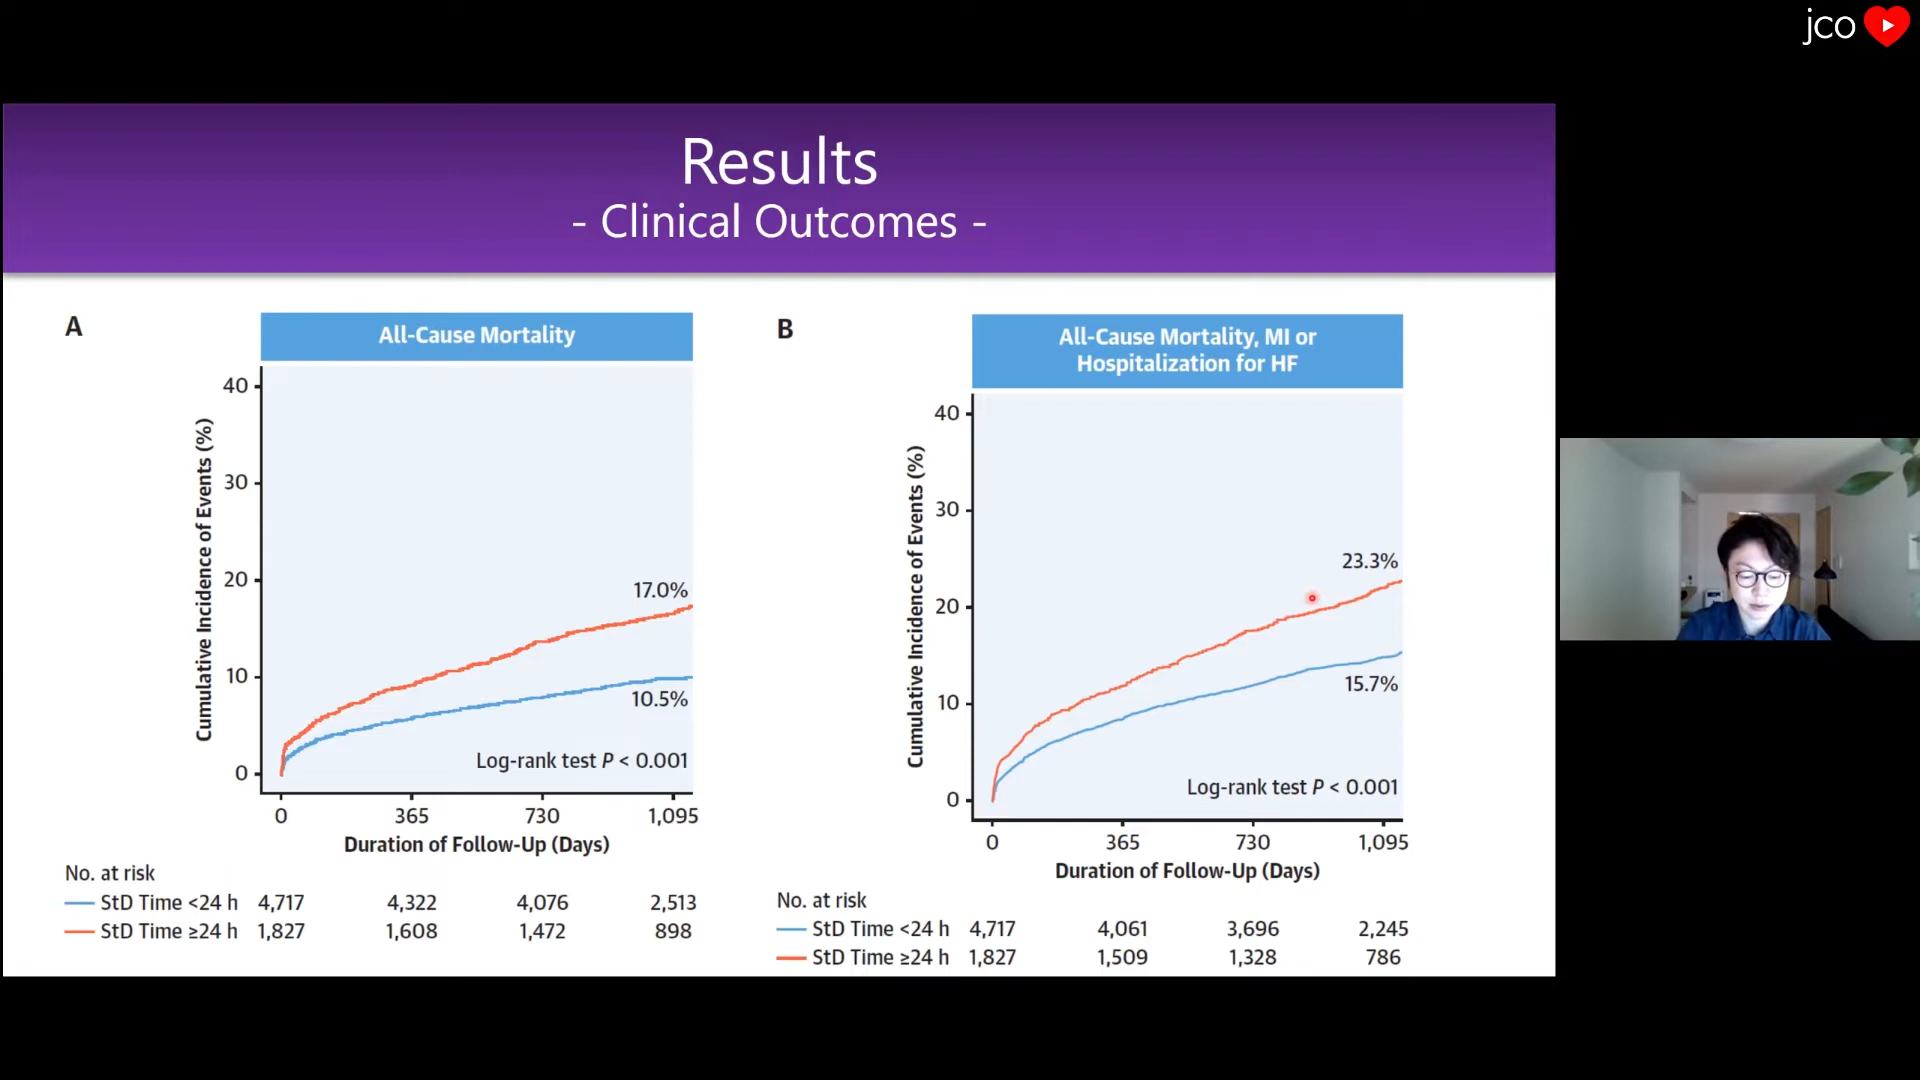 jco
Results
- Clinical Outcomes -
A
All-Cause Mortality
Cumulative Incidence of Events (%)
40
30
20
10
0
17.0%
10.5%
Log-rank test P < 0.001
0 365 730 1,095
Duration of Follow-Up (Days)
No. at risk
StD Time <24 h 4,717 4,322 4,076 2,513
StD Time ≥24 h 1,827 1,608 1,472 898
B
All-Cause Mortality, MI or
Hospitalization for HF
Cumulative Incidence of Events (%)
40
30
20
10
0
23.3%
15.7%
Log-rank test P < 0.001
0 365 730 1,095
Duration of Follow-Up (Days)
No. at risk
StD Time <24 h 4,717 4,061 3,696 2,245
StD Time ≥24 h 1,827 1,509 1,328 786